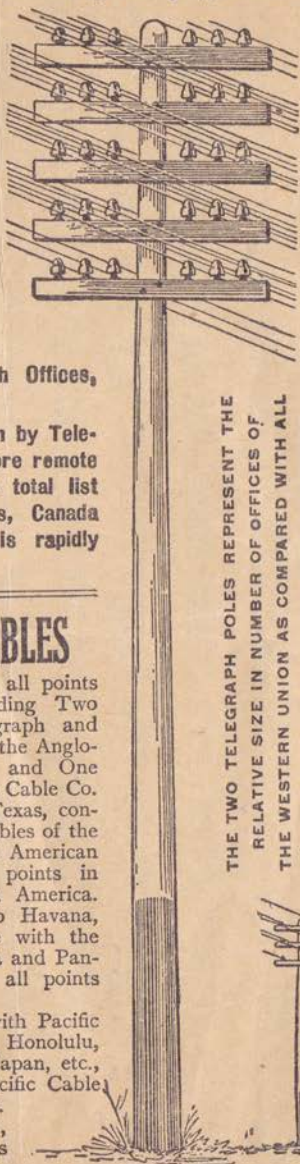 h Offices,
n by Tele-
ore remote
total list
s, Canada
is rapidly
BLES
all points
ding Two
graph and
the Anglo-
and One
Cable Co.
Texas, con-
bles of the
American
points in
America.
o Havana,
with the
. and Pan-
all points
ith Pacific
Honolulu,
apan, etc.,
cific Cable
THE TWO TELEGRAPH POLES REPRESENT THE
RELATIVE SIZE IN NUMBER OF OFFICES OF
THE WESTERN UNION AS COMPARED WITH ALL